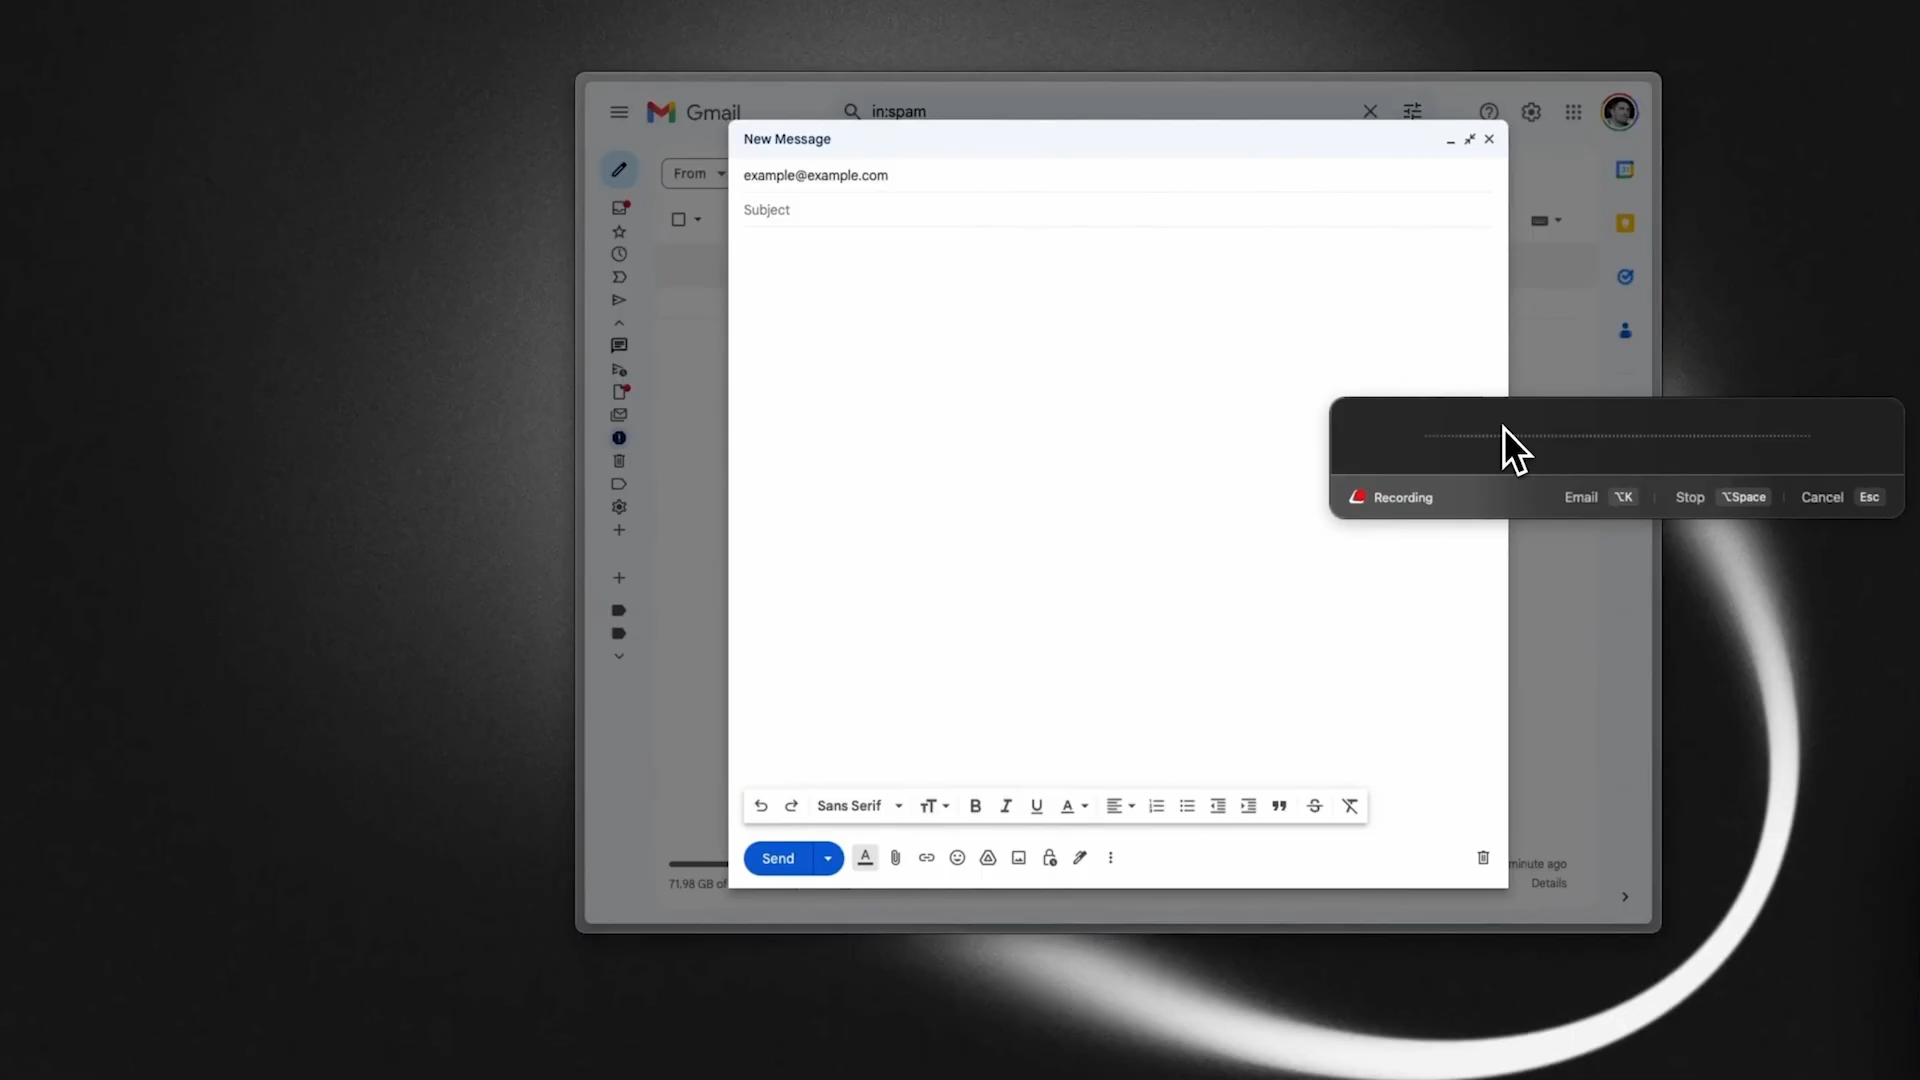 Gmail
in:spam
New Message
example@example.com
From
Subject
Recording
Email ⌥K
Stop ⌥Space
Cancel Esc
Sans Serif
Send
minute ago
71.98 GB of
Details